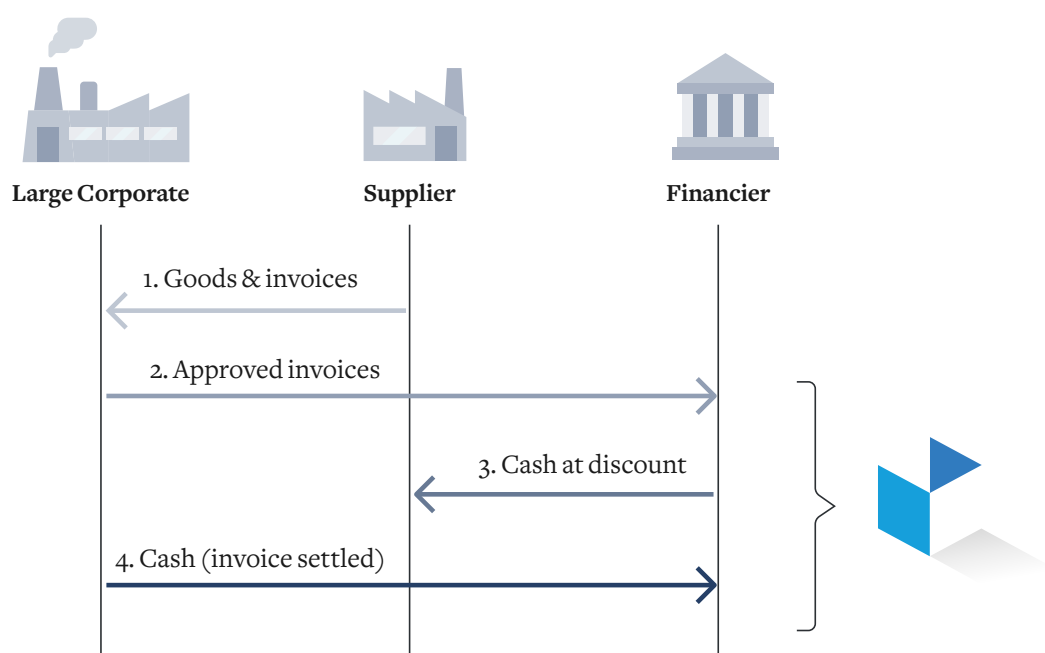 Large Corporate
Supplier
Financier
1. Goods & invoices
2. Approved invoices
3. Cash at discount
4. Cash (invoice settled)